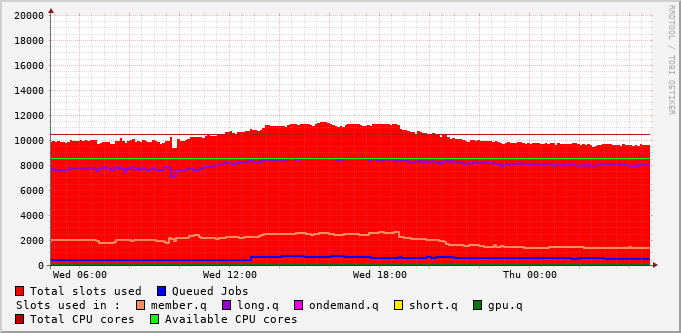 20000
18000
16000
14000
12000
10000
8000
6000
4000
2000
0
Wed 06:00 Wed 12:00 Wed 18:00 Thu 00:00
Total slots used Queued Jobs
Slots used in : member.q long.q ondemand.q short.q gpu.q
Total CPU cores Available CPU cores
RRDTOOL / TOBI OETIKER